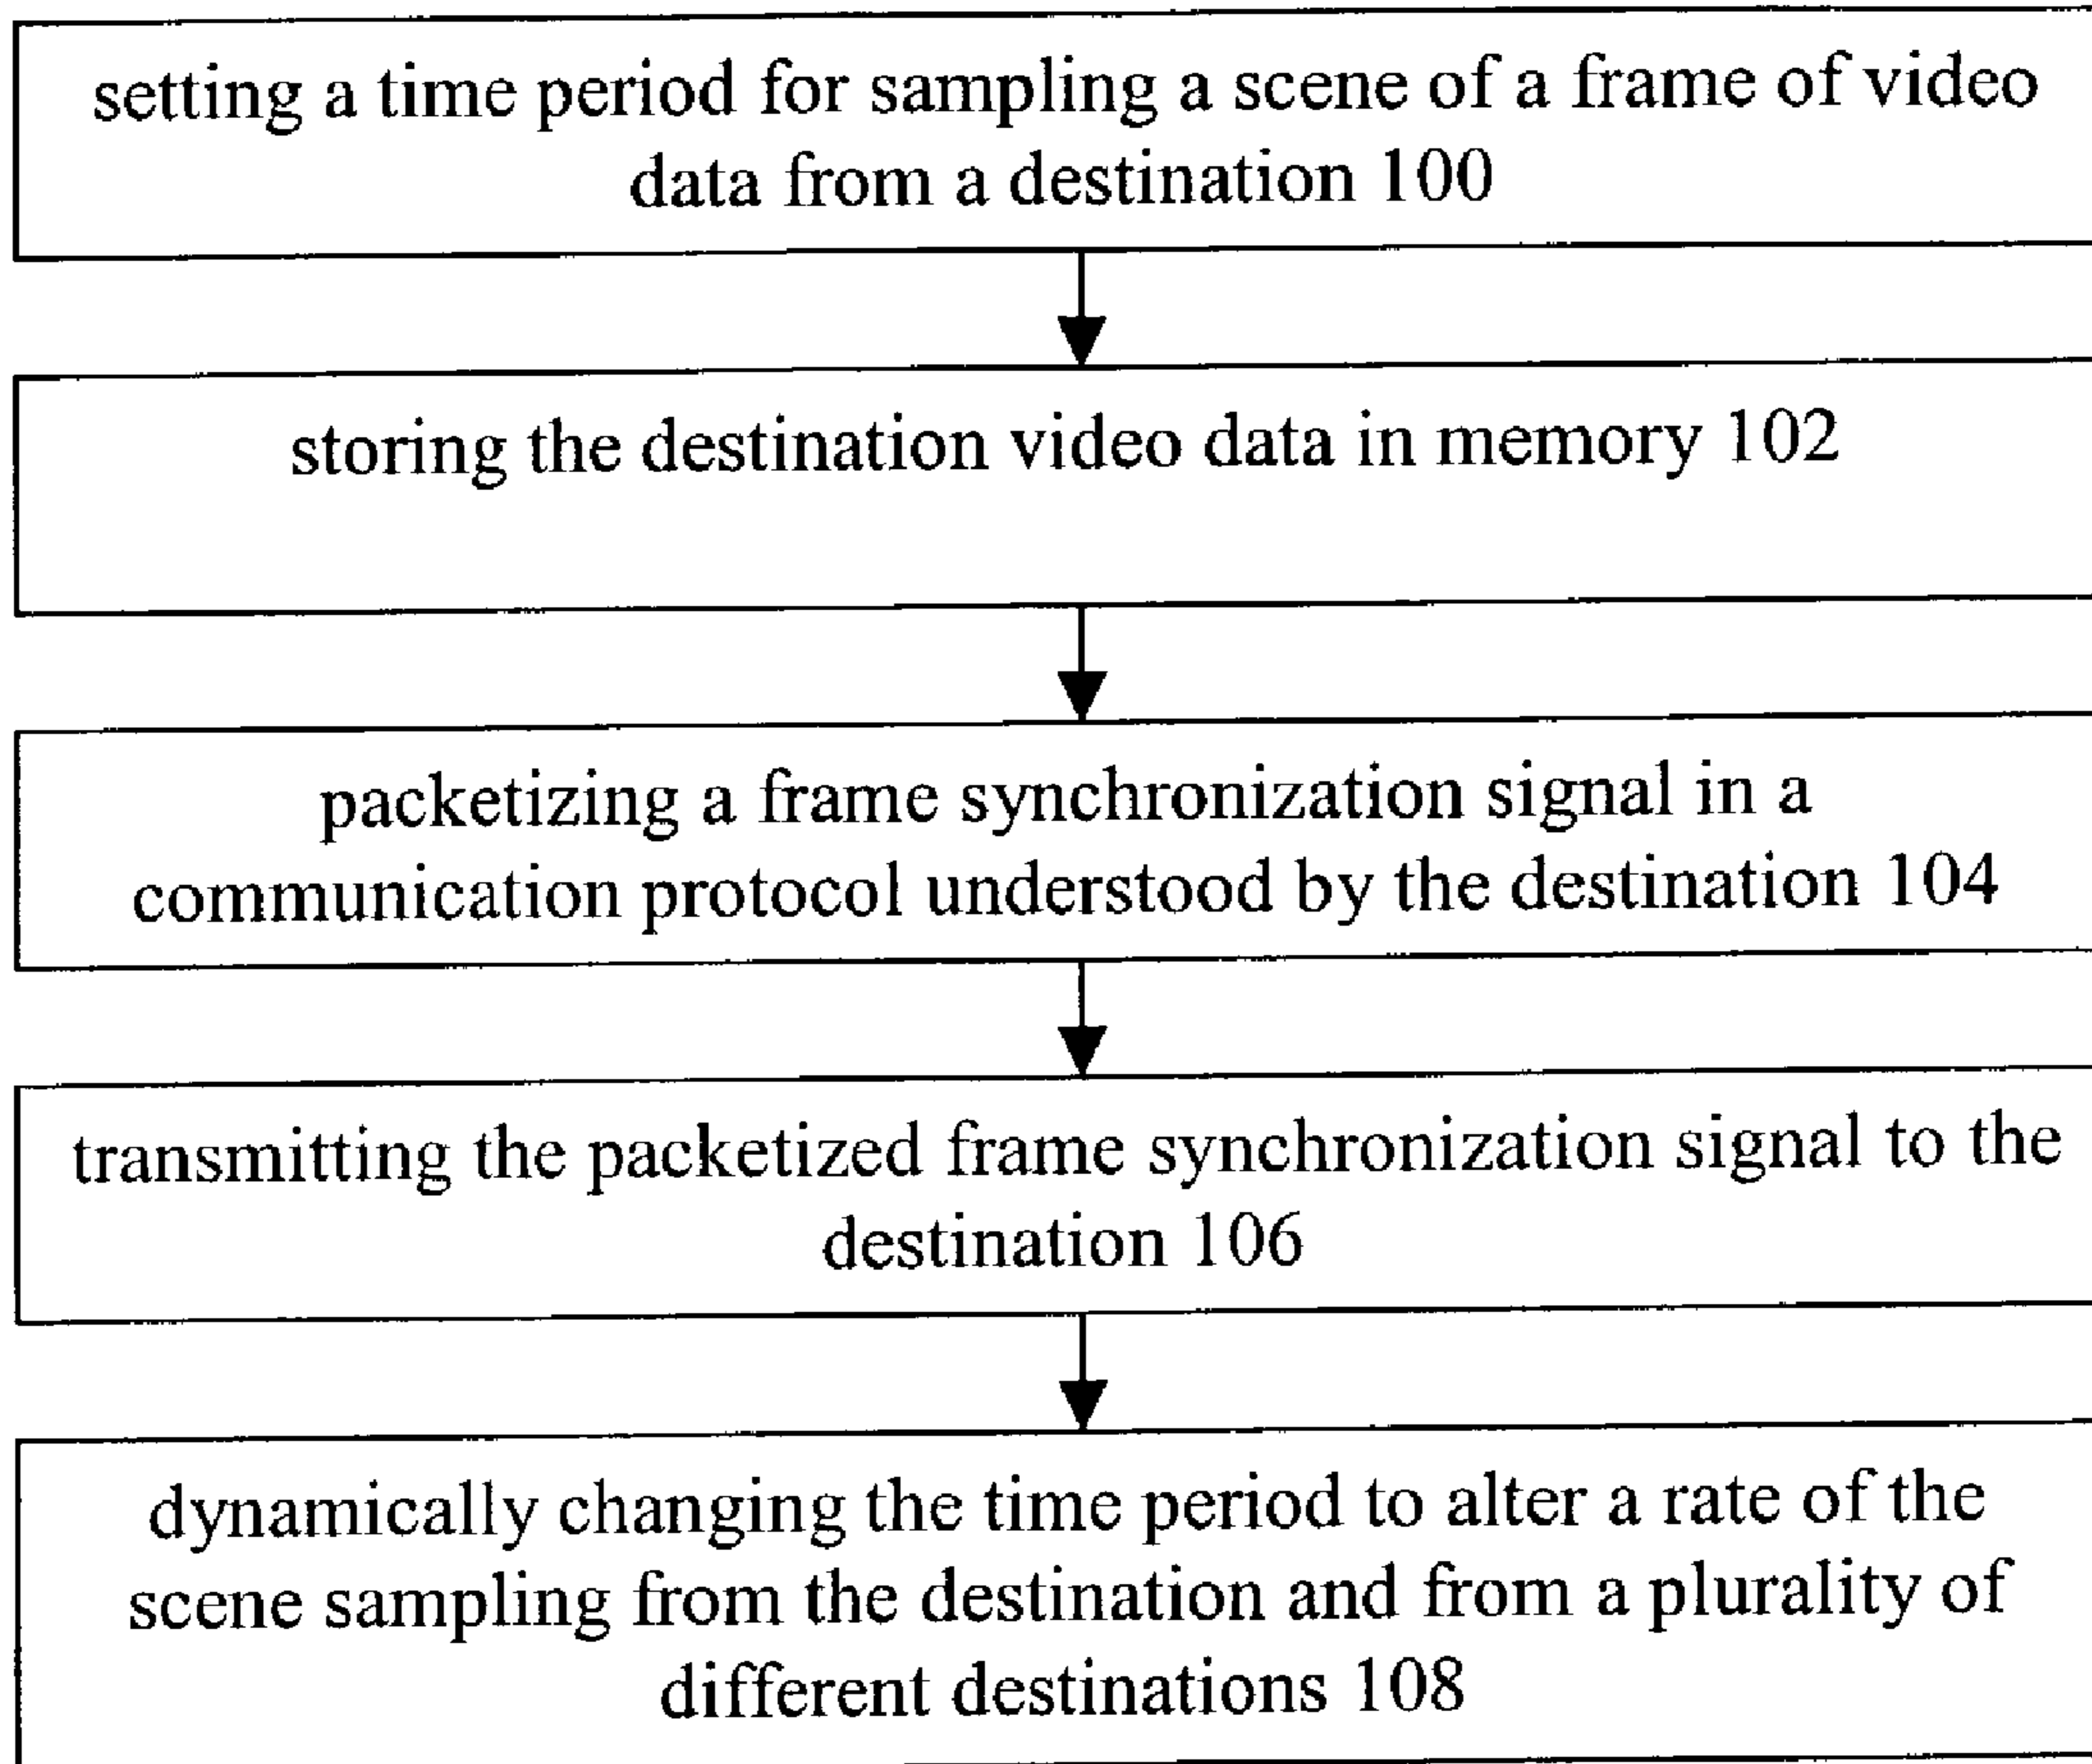 setting a time period for sampling a scene of a frame of video
data from a destination 100
storing the destination video data in memory 102
packetizing a frame synchronization signal in a
communication protocol understood by the destination 104
transmitting the packetized frame synchronization signal to the
destination 106
dynamically changing the time period to alter a rate of the
scene sampling from the destination and from a plurality of
different destinations 108